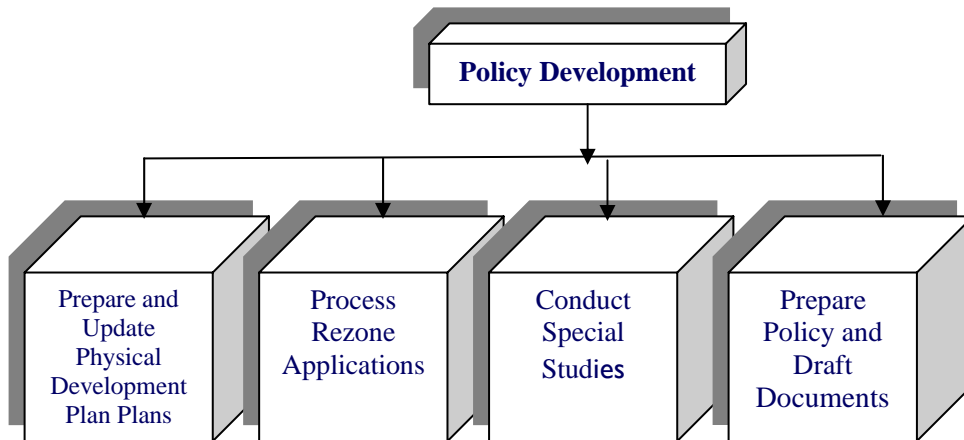 Policy Development
Prepare and
Update
Physical
Development
Plan Plans
Process
Rezone
Applications
Conduct
Special
Studies
Prepare
Policy and
Draft
Documents